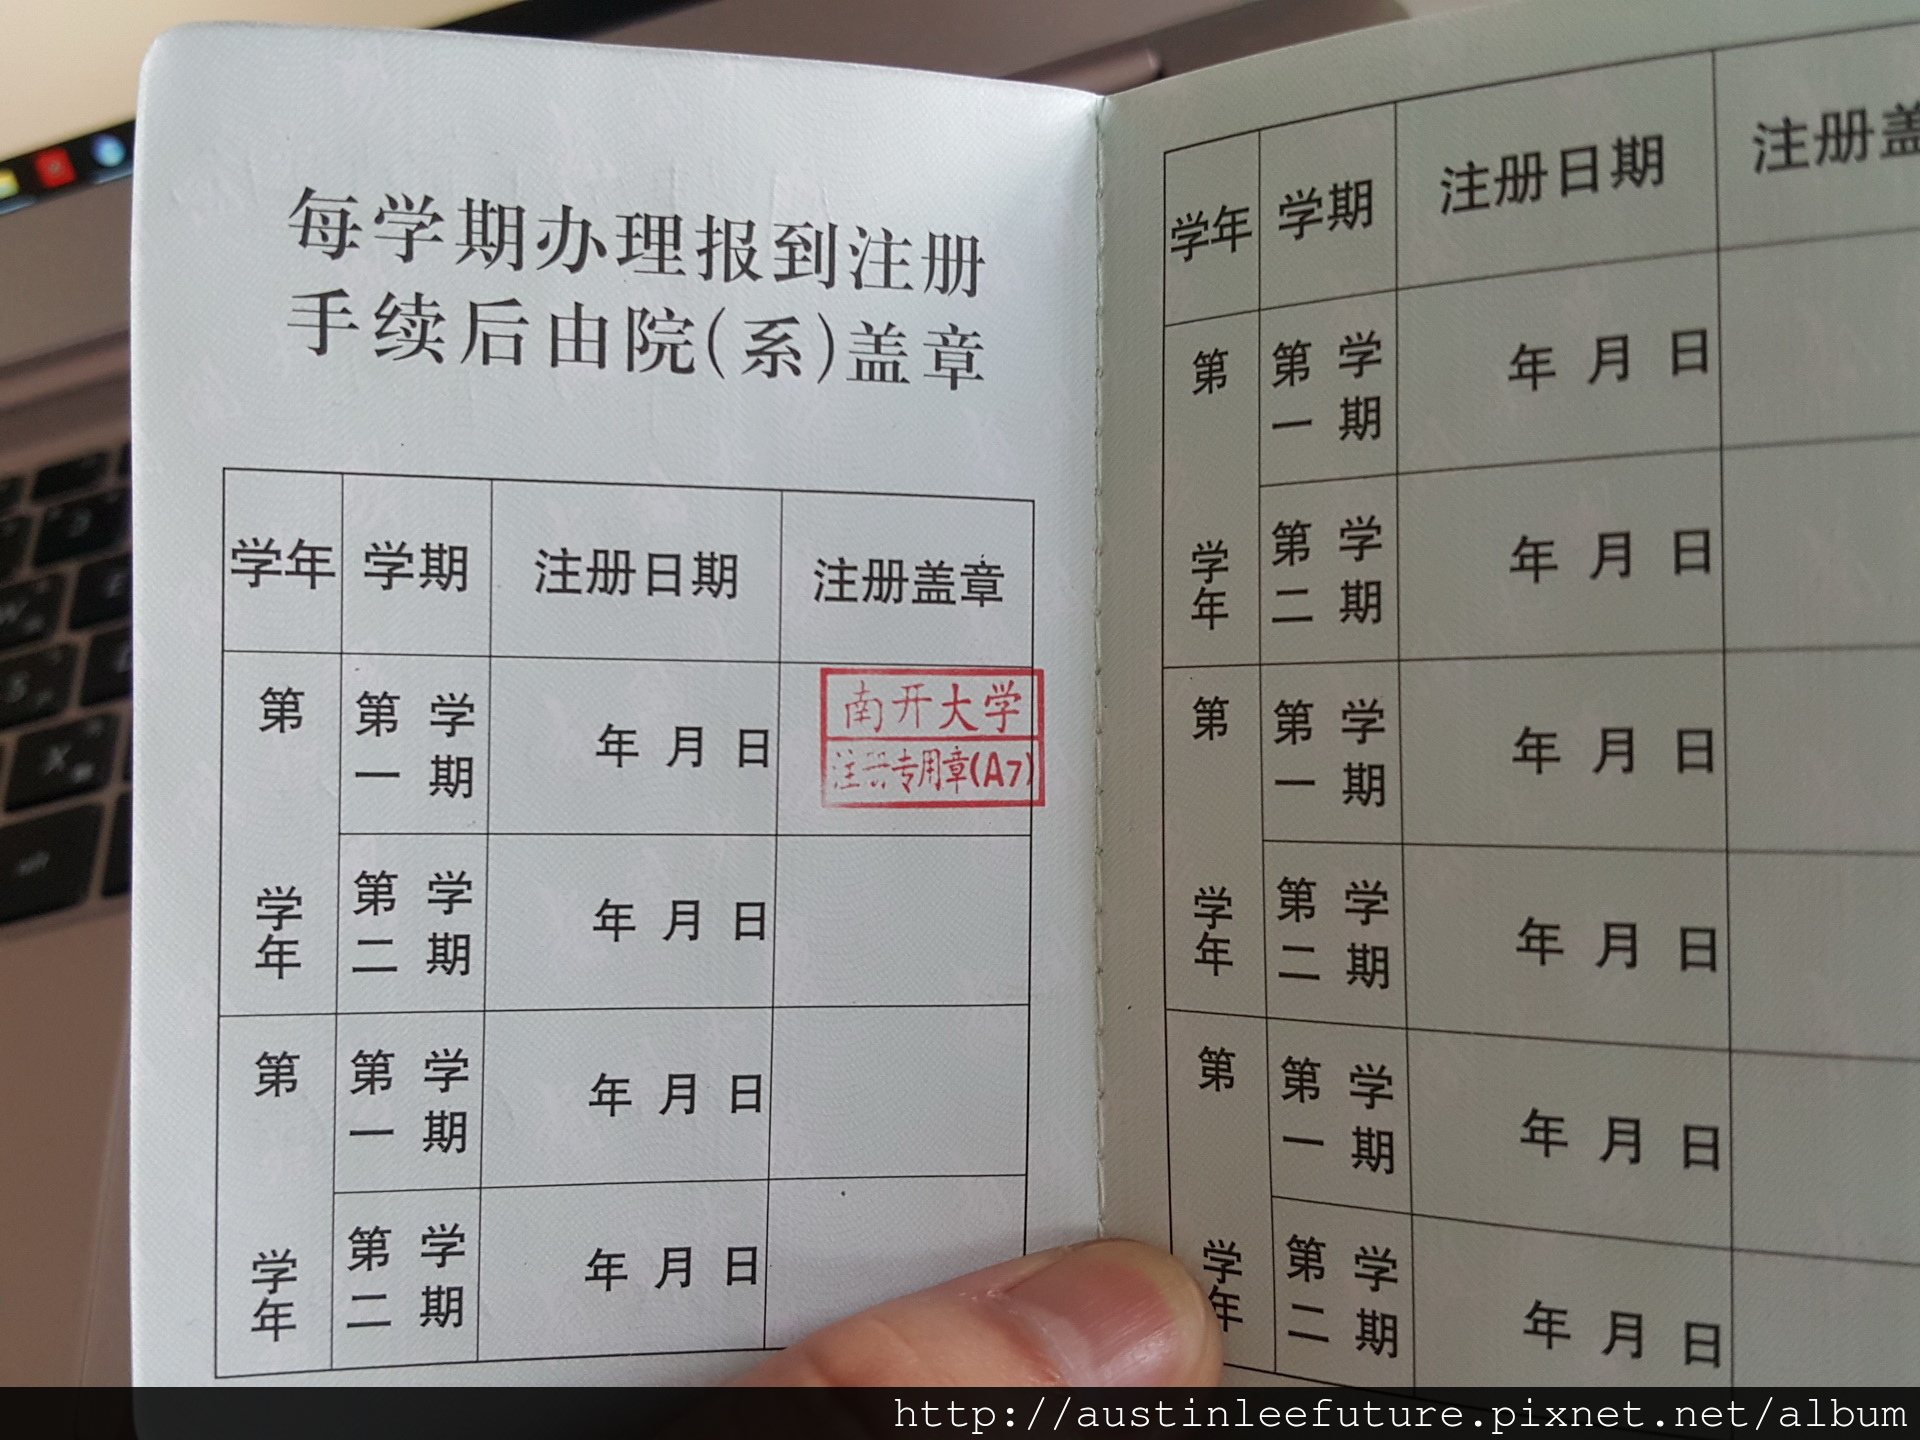 每学期办理报到注册
手续后由院(系)盖章
学年 学期 注册日期 注册盖章
第 学年 第一学期 年 月 日
南开大学
注册专用章(A7)
第二学期 年 月 日
第 学年 第一学期 年 月 日
第二学期 年 月 日
学年 学期 注册日期 注册盖
第 学年 第一学期 年 月 日
第二学期 年 月 日
第 学年 第一学期 年 月 日
第二学期 年 月 日
第 学年 第一学期 年 月 日
第二学期 年 月 日
http://austinleefuture.pixnet.net/album